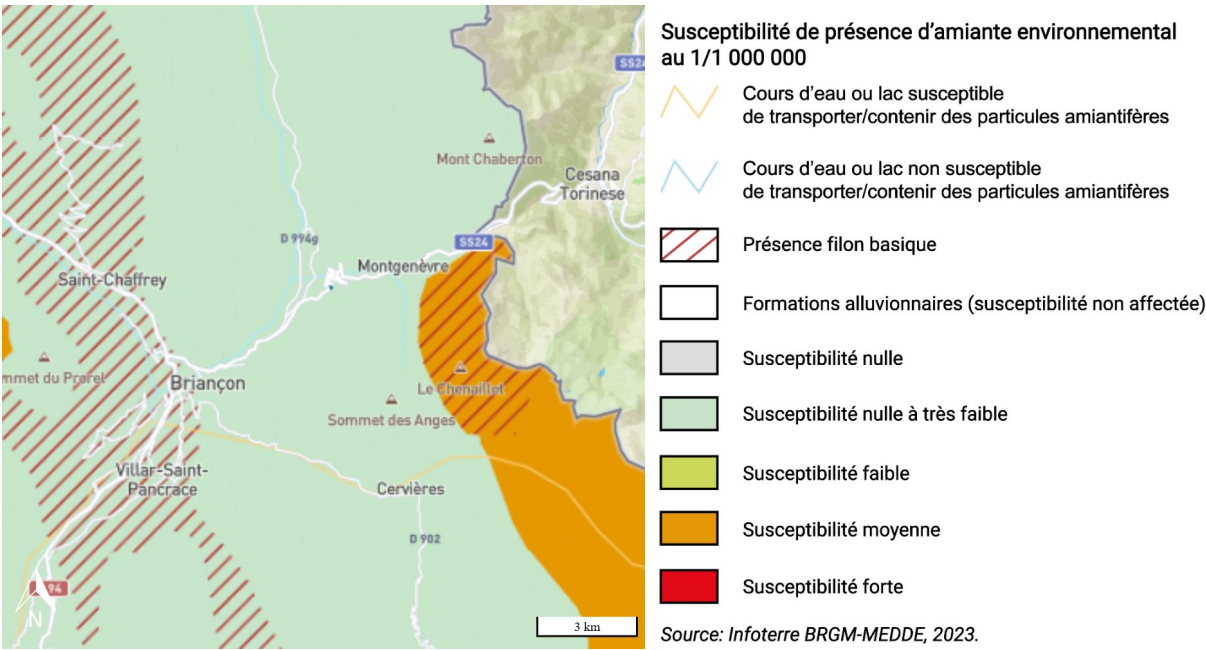 SS24
Mont Chaberton
Cesana
Torinese
D 994g
SS24
Montgenèvre
Saint-Chaffrey
mmet du Prorel
Briançon
Le Chenaillet
Sommet des Anges
Villar-Saint-
Pancrace
Cervières
D 902
94
N
3 km
Susceptibilité de présence d'amiante environnemental
au 1/1 000 000
Cours d'eau ou lac susceptible
de transporter/contenir des particules amiantifères
Cours d'eau ou lac non susceptible
de transporter/contenir des particules amiantifères
Présence filon basique
Formations alluvionnaires (susceptibilité non affectée)
Susceptibilité nulle
Susceptibilité nulle à très faible
Susceptibilité faible
Susceptibilité moyenne
Susceptibilité forte
Source: Infoterre BRGM-MEDDE, 2023.